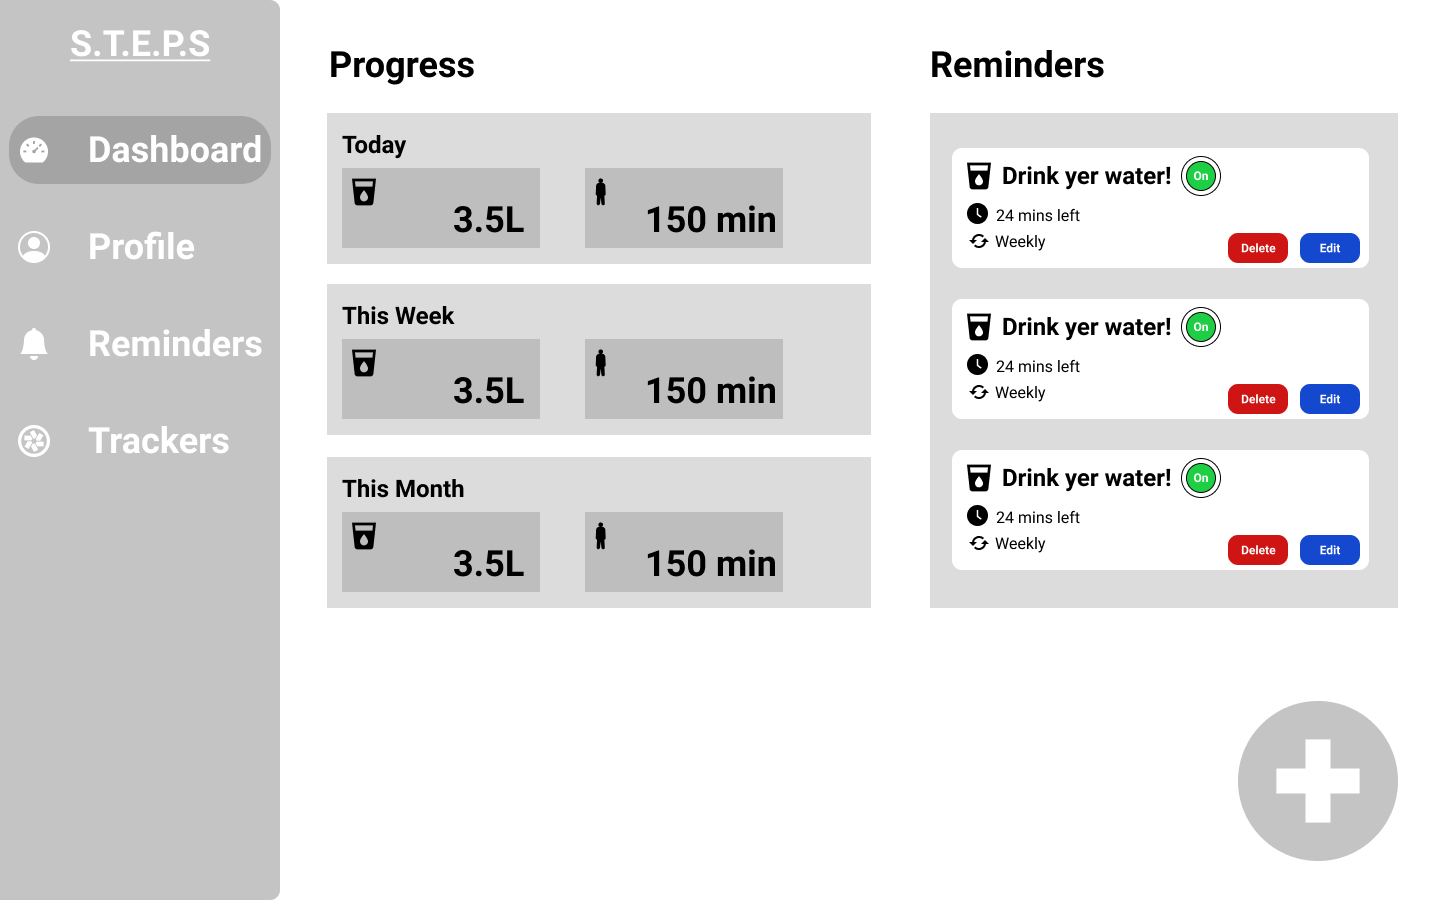 S.T.E.P.S
Dashboard
Profile
Reminders
Trackers
Progress
Today
3.5L
150 min
This Week
3.5L
150 min
This Month
3.5L
150 min
Reminders
Drink yer water!
On
24 mins left
Weekly
Delete
Edit
Drink yer water!
On
24 mins left
Weekly
Delete
Edit
Drink yer water!
On
24 mins left
Weekly
Delete
Edit